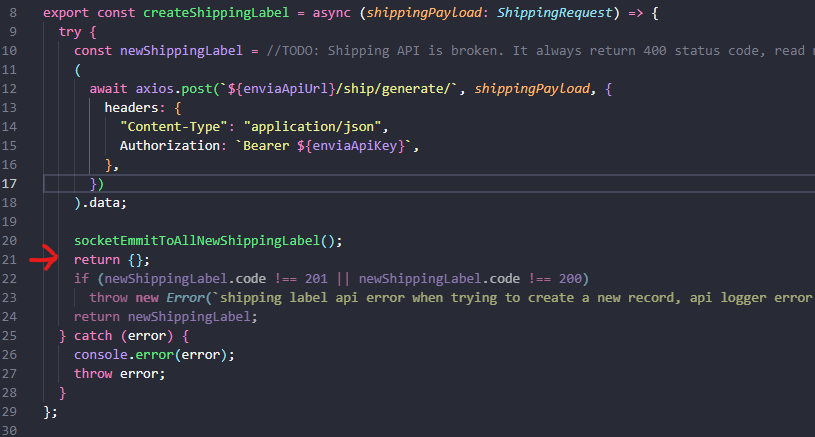 8 export const createShippingLabel = async (shippingPayload: ShippingRequest) => {
9   try {
10     const newShippingLabel = //TODO: Shipping API is broken. It always return 400 status code, read
11     (
12       await axios.post(`${enviaApiUrl}/ship/generate/`, shippingPayload, {
13         headers: {
14           "Content-Type": "application/json",
15           Authorization: `Bearer ${enviaApiKey}`,
16         },
17       })
18     ).data;
19
20     socketEmmitToAllNewShippingLabel();
21     return {};
22     if (newShippingLabel.code !== 201 || newShippingLabel.code !== 200)
23       throw new Error(`shipping label api error when trying to create a new record, api logger error
24     return newShippingLabel;
25   } catch (error) {
26     console.error(error);
27     throw error;
28   }
29 };
30